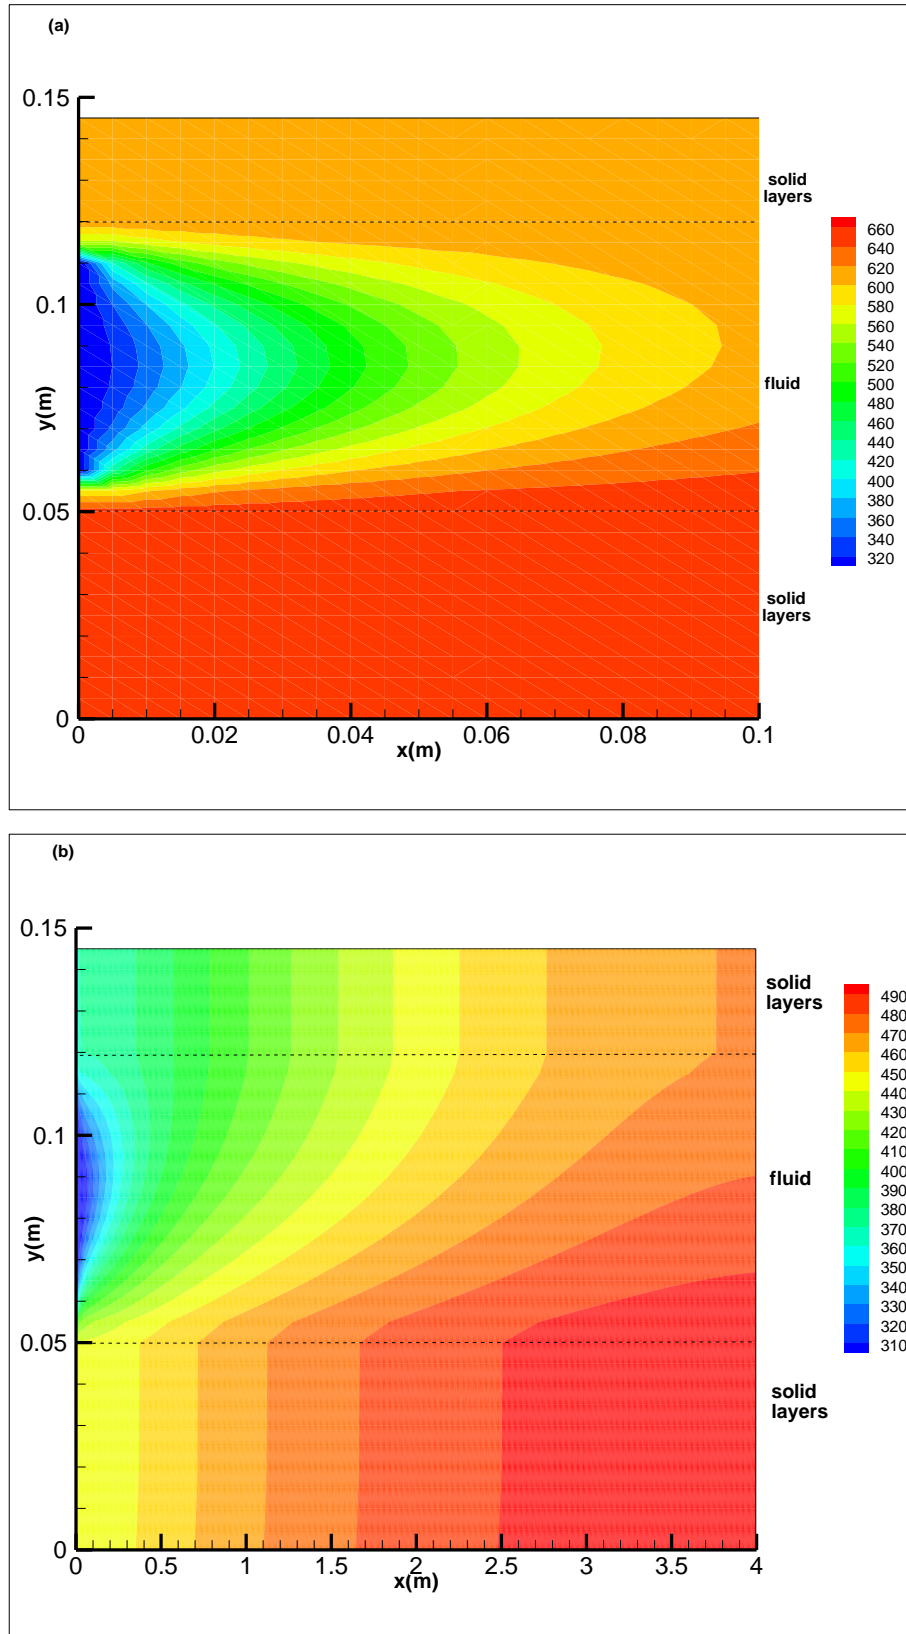 (a)
0.15
solid
layers
660
640
620
600
580
560
540
520
500
480
460
440
420
400
380
360
340
320
0.1
fluid
y(m)
0.05
solid
layers
0
0 0.02 0.04 0.06 0.08 0.1
x(m)
(b)
0.15
solid
layers
490
480
470
460
450
440
430
420
410
400
390
380
370
360
350
340
330
320
310
0.1
fluid
y(m)
0.05
solid
layers
0
0 0.5 1 1.5 2 2.5 3 3.5 4
x(m)